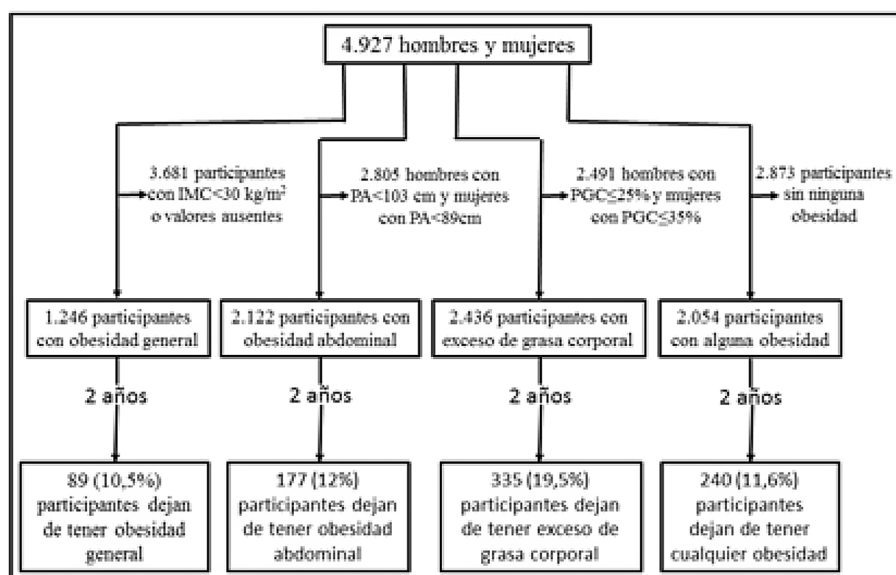 4.927 hombres y mujeres
3.681 participantes
con IMC<30 kg/m²
o valores ausentes
2.805 hombres con
PA<103 cm y mujeres
con PA<89cm
2.491 hombres con
PGC≤25% y mujeres
con PGC≤35%
2.873 participantes
sin ninguna
obesidad
1.246 participantes
con obesidad general
2.122 participantes con
obesidad abdominal
2.436 participantes con
exceso de grasa corporal
2.054 participantes
con alguna obesidad
2 años
2 años
2 años
2 años
89 (10,5%)
participantes dejan
de tener obesidad
general
177 (12%)
participantes dejan
de tener obesidad
abdominal
335 (19,5%)
participantes dejan
de tener exceso de
grasa corporal
240 (11,6%)
participantes
dejan de tener
cualquier obesidad